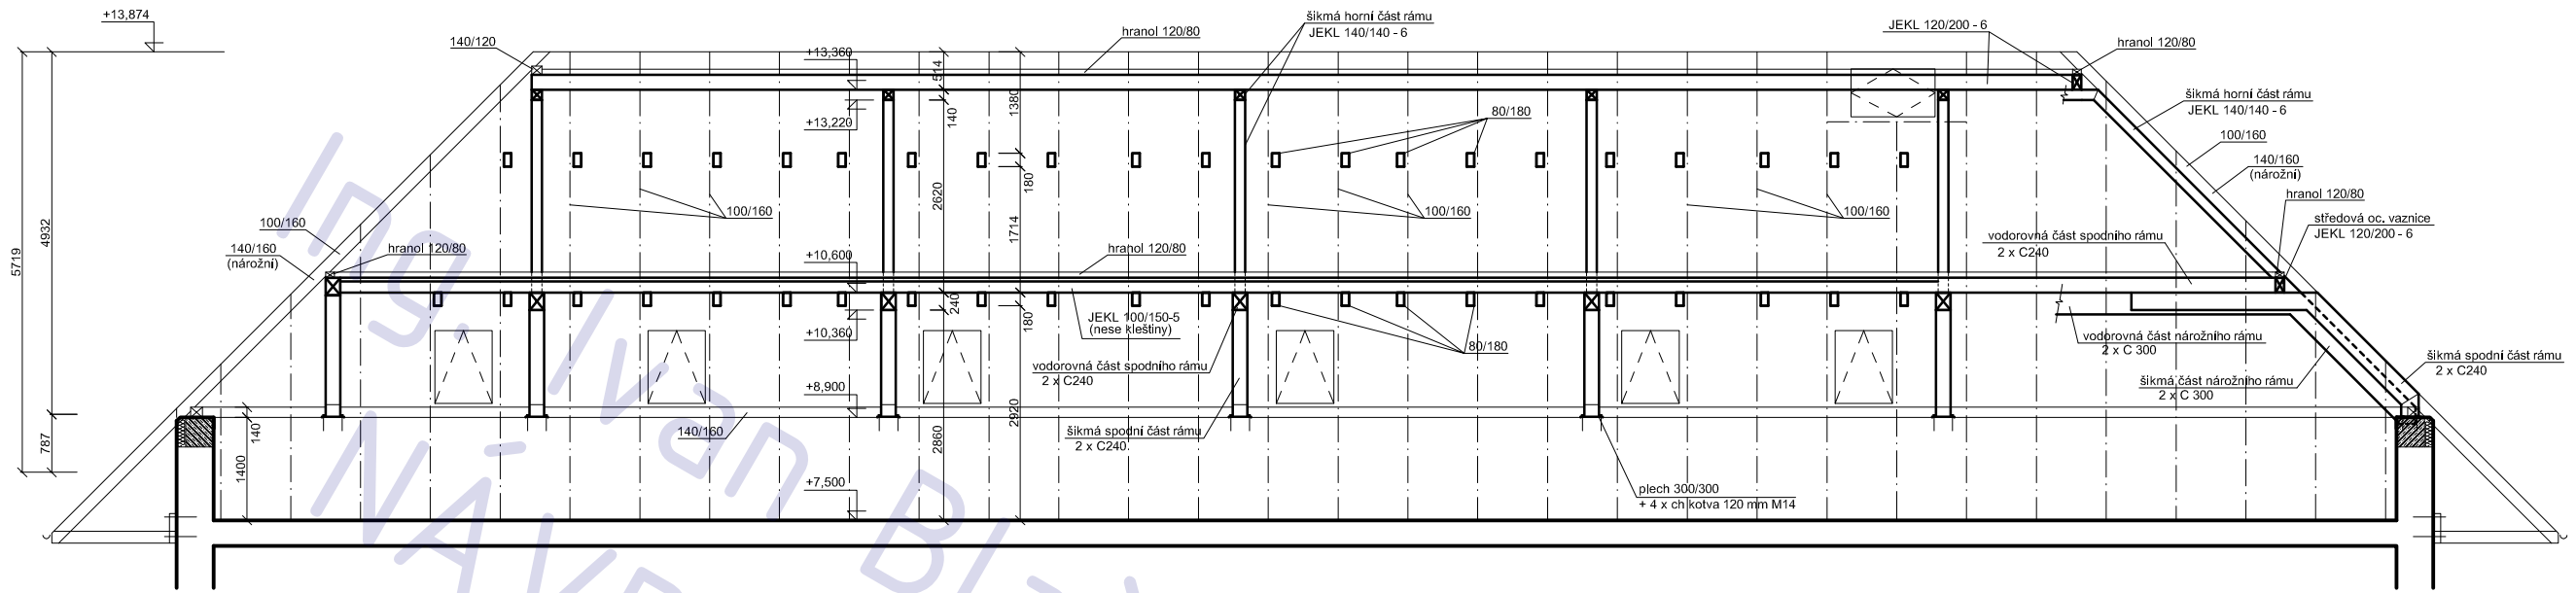 +13,874
140/120
hranol 120/80
+13,360
514
šikmá horní část rámu
JEKL 140/140 - 6
JEKL 120/200 - 6
hranol 120/80
šikmá horní část rámu
JEKL 140/140 - 6
1380
140
+13,220
80/180
100/160
140/160
(nárožní)
180
2620
100/160
100/160
100/160
hranol 120/80
4932
5719
100/160
140/160
(nárožní)
hranol 120/80
1714
hranol 120/80
+10,600
středová oc. vaznice
JEKL 120/200 - 6
vodorovná část spodního rámu
2 x C240
240
180
JEKL 100/150-5
(nese kleštiny)
+10,360
80/180
vodorovná část nárožního rámu
2 x C 300
vodorovná část spodního rámu
2 x C240
šikmá spodní část rámu
2 x C240
+8,900
šikmá část nárožního rámu
2 x C 300
787
140
140/160
2860
2920
šikmá spodní část rámu
2 x C240
1400
+7,500
plech 300/300
+ 4 x ch kotva 120 mm M14
Ing. Ivan Bl
NÁV